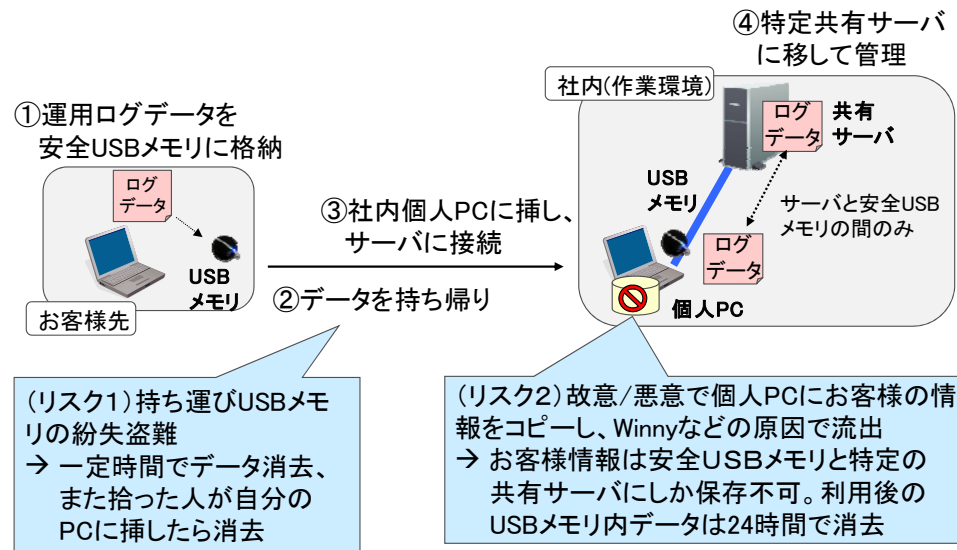 ④特定共有サーバ
に移して管理
社内(作業環境)
①運用ログデータを
安全USBメモリに格納
ログ
データ
共有
サーバ
ログ
データ
USB
メモリ
サーバと安全USB
メモリの間のみ
③社内個人PCに挿し、
サーバに接続
ログ
データ
USB
メモリ
②データを持ち帰り
個人PC
お客様先
(リスク1)持ち運びUSBメモ
リの紛失盗難
→ 一定時間でデータ消去、
また拾った人が自分の
PCに挿したら消去
(リスク2)故意/悪意で個人PCにお客様の情
報をコピーし、Winnyなどの原因で流出
→ お客様情報は安全USBメモリと特定の
共有サーバにしか保存不可。利用後の
USBメモリ内データは24時間で消去